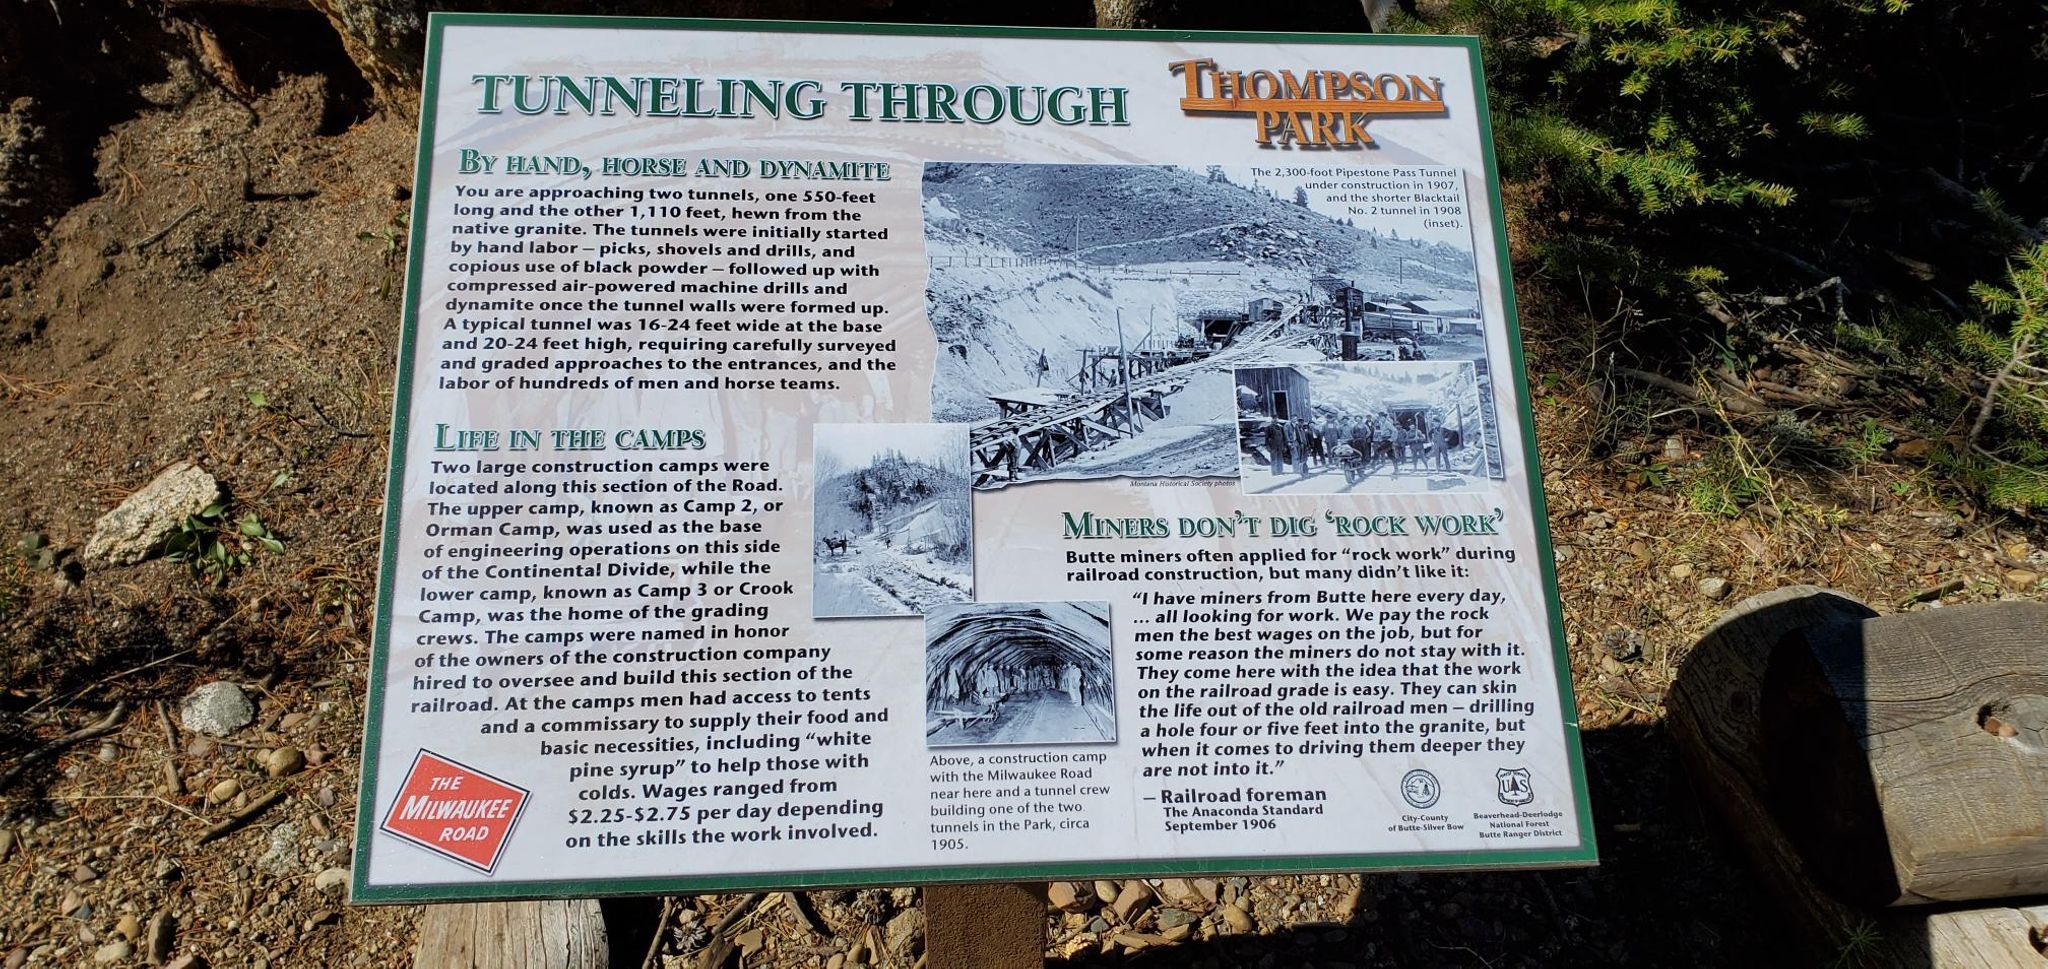 TUNNELING THROUGH
THOMPSON
PARK
BY HAND, HORSE AND DYNAMITE
You are approaching two tunnels, one 550-feet
long and the other 1,110 feet, hewn from the
native granite. The tunnels were initially started
by hand labor – picks, shovels and drills, and
copious use of black powder – followed up with
compressed air-powered machine drills and
dynamite once the tunnel walls were formed up.
A typical tunnel was 16-24 feet wide at the base
and 20-24 feet high, requiring carefully surveyed
and graded approaches to the entrances, and the
labor of hundreds of men and horse teams.
The 2,300-foot Pipestone Pass Tunnel
under construction in 1907,
and the shorter Blacktail
No. 2 tunnel in 1908
(inset).
Montana Historical Society photos
LIFE IN THE CAMPS
Two large construction camps were
located along this section of the Road.
The upper camp, known as Camp 2, or
Orman Camp, was used as the base
of engineering operations on this side
of the Continental Divide, while the
lower camp, known as Camp 3 or Crook
Camp, was the home of the grading
crews. The camps were named in honor
of the owners of the construction company
hired to oversee and build this section of the
railroad. At the camps men had access to tents
and a commissary to supply their food and
basic necessities, including “white
pine syrup” to help those with
colds. Wages ranged from
$2.25-$2.75 per day depending
on the skills the work involved.
THE
MILWAUKEE
ROAD
Above, a construction camp
with the Milwaukee Road
near here and a tunnel crew
building one of the two
tunnels in the Park, circa
1905.
MINERS DON’T DIG ‘ROCK WORK’
Butte miners often applied for “rock work” during
railroad construction, but many didn’t like it:
“I have miners from Butte here every day,
... all looking for work. We pay the rock
men the best wages on the job, but for
some reason the miners do not stay with it.
They come here with the idea that the work
on the railroad grade is easy. They can skin
the life out of the old railroad men – drilling
a hole four or five feet into the granite, but
when it comes to driving them deeper they
are not into it.”
– Railroad foreman
The Anaconda Standard
September 1906
City-County
of Butte-Silver Bow
U S
Beaverhead-Deerlodge
National Forest
Butte Ranger District